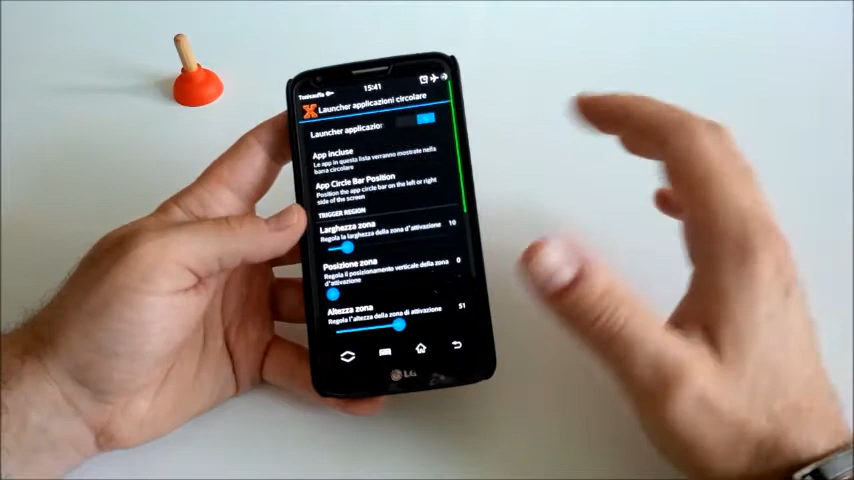 Tonixaufla
15:41
Launcher applicazioni circolare
Launcher applicazior
App incluse
Le app in questa lista verranno mostrate nella
barra circolare
App Circle Bar Position
Position the app circle bar on the left or right
side of the screen
TRIGGER REGION
Larghezza zona
Regola la larghezza della zona d'attivazione
10
Posizione zona
Regola il posizionamento verticale della zona
d'attivazione
0
Altezza zona
Regola l'altezza della zona di attivazione
51
LG